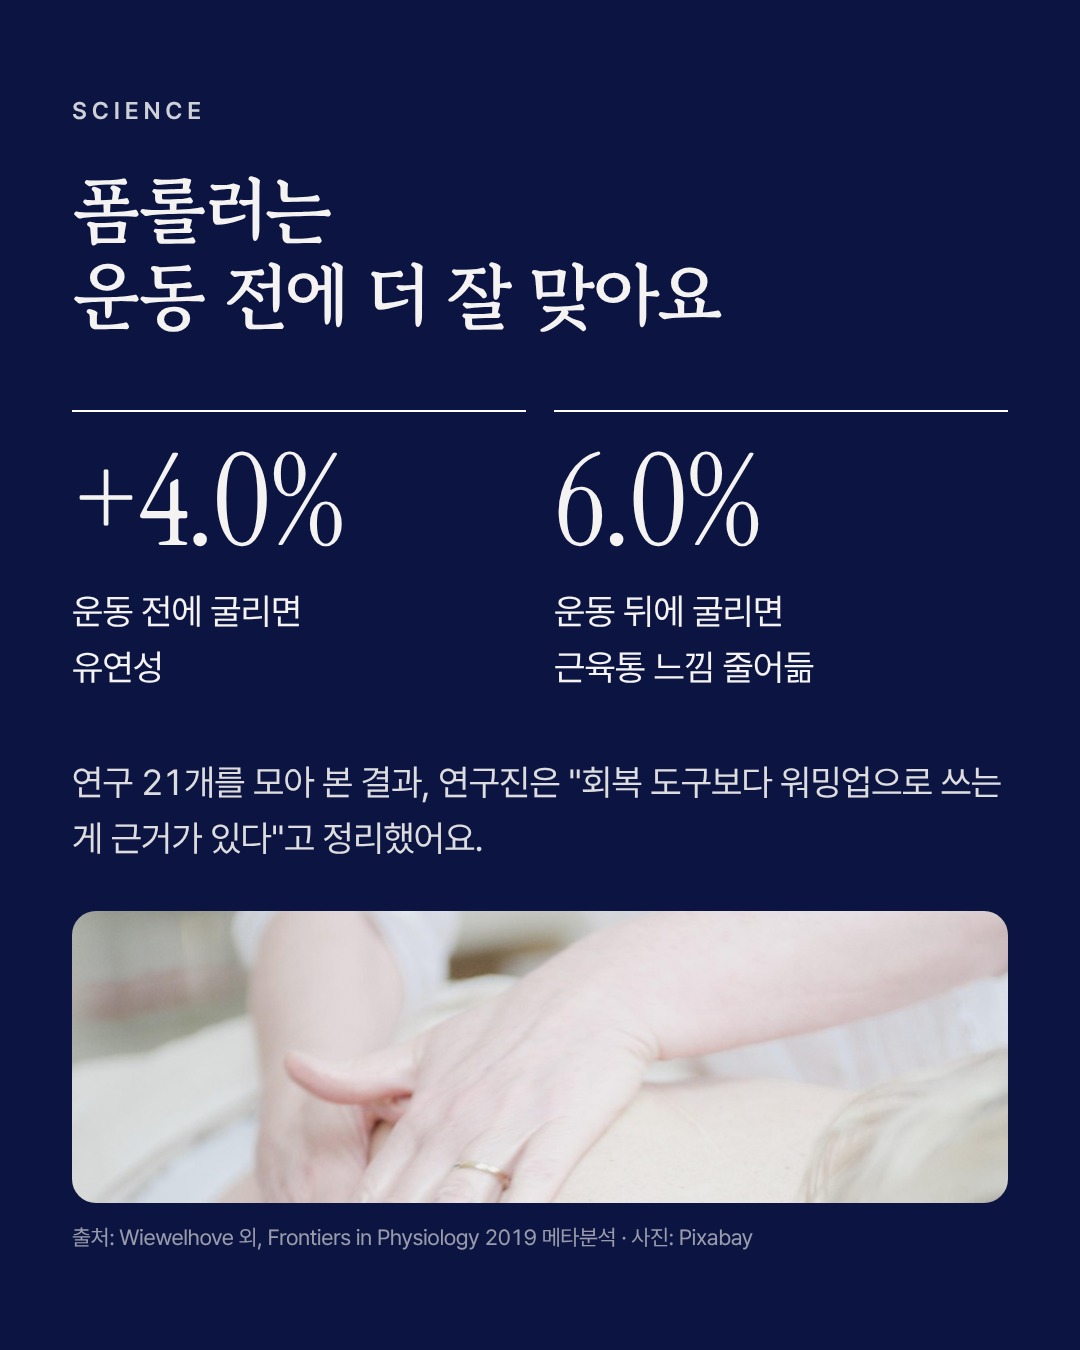 SCIENCE
폼롤러는
운동 전에 더 잘 맞아요
+4.0%
운동 전에 굴리면
유연성
6.0%
운동 뒤에 굴리면
근육통 느낌 줄어듦
연구 21개를 모아 본 결과, 연구진은 "회복 도구보다 워밍업으로 쓰는
게 근거가 있다"고 정리했어요.
출처: Wiewelhove 외, Frontiers in Physiology 2019 메타분석 · 사진: Pixabay